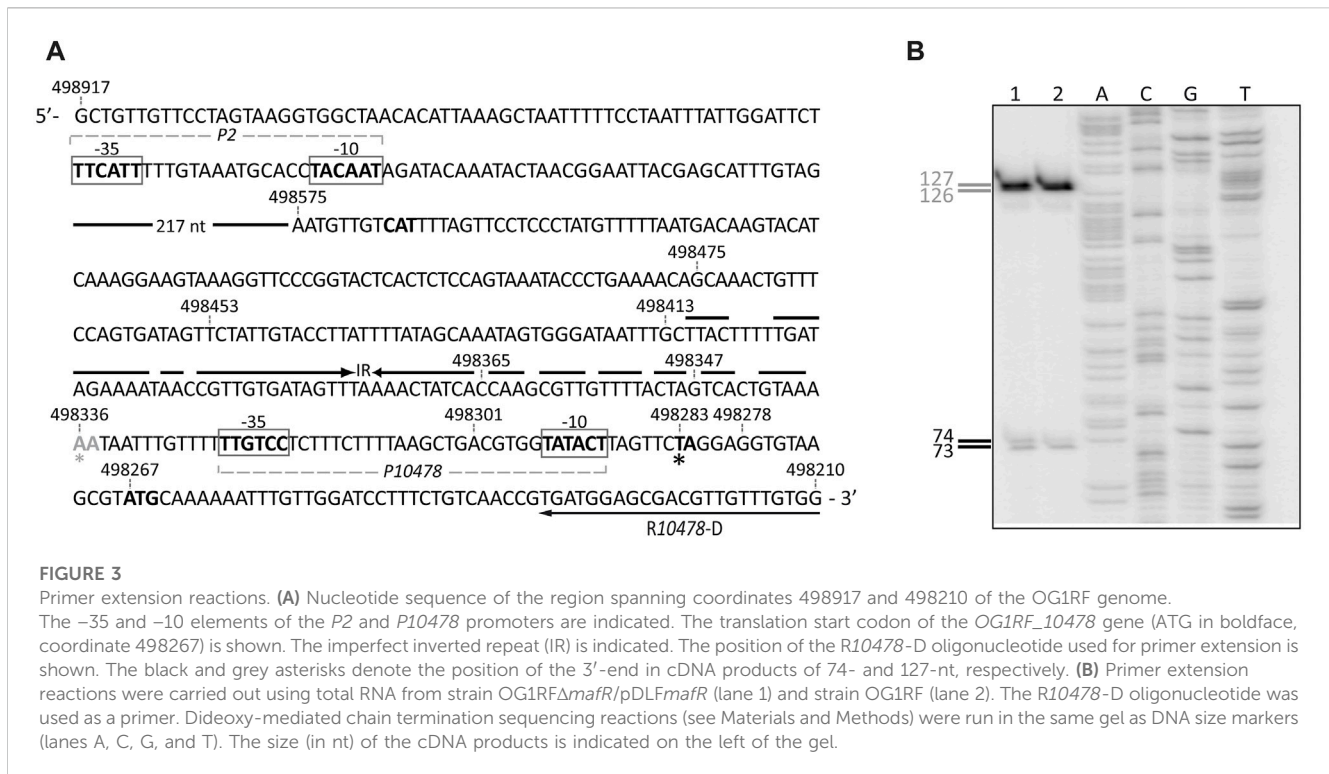 A
498917
5′- GCTGTTGTTCCTAGTAAGGTGGCTAACACATTAAAGCTAATTTTTCCTAATTTATTGGATTCT
P2
-35 -10
TTCATTTTTGTAAATGCACCTACAATAGATACAAATACTAACGGAATTACGAGCATTTGTAG
498575
217 nt AATGTTGTCATTTTAGTTCCTCCCTATGTTTTTAATGACAAGTACAT
498475
CAAAGGAAGTAAAGGTTCCCGGTACTCACTCTCCAGTAAATACCCTGAAAACAGCAAACTGTTT
498453 498413
CCAGTGATAGTTCTATTGTACCTTATTTTATAGCAAATAGTGGGATAATTTGCTTACTTTTTGAT
IR 498365 498347
AGAAAATAACCGTTGTGATAGTTTAAAACTATCACCAAGCGTTGTTTTACTAGTCACTGTAAA
498336 -35 498301 -10 498283 498278
AATAATTTGTTTTTTGTCCTCTTTCTTTTAAGCTGACGTGGTATACTTAGTTCTAGGAGGTGTAA
* P10478 *
498267 498210
GCGTATGCAAAAAATTTGTTGGATCCTTTCTGTCAACCGTGATGGAGCGACGTTGTTTGTGG - 3′
R10478-D
B
1 2 A C G T
127
126
74
73
FIGURE 3
Primer extension reactions. (A) Nucleotide sequence of the region spanning coordinates 498917 and 498210 of the OG1RF genome.
The −35 and −10 elements of the P2 and P10478 promoters are indicated. The translation start codon of the OG1RF_10478 gene (ATG in boldface,
coordinate 498267) is shown. The imperfect inverted repeat (IR) is indicated. The position of the R10478-D oligonucleotide used for primer extension is
shown. The black and grey asterisks denote the position of the 3′-end in cDNA products of 74- and 127-nt, respectively. (B) Primer extension
reactions were carried out using total RNA from strain OG1RFΔmafR/pDLFmafR (lane 1) and strain OG1RF (lane 2). The R10478-D oligonucleotide was
used as a primer. Dideoxy-mediated chain termination sequencing reactions (see Materials and Methods) were run in the same gel as DNA size markers
(lanes A, C, G, and T). The size (in nt) of the cDNA products is indicated on the left of the gel.